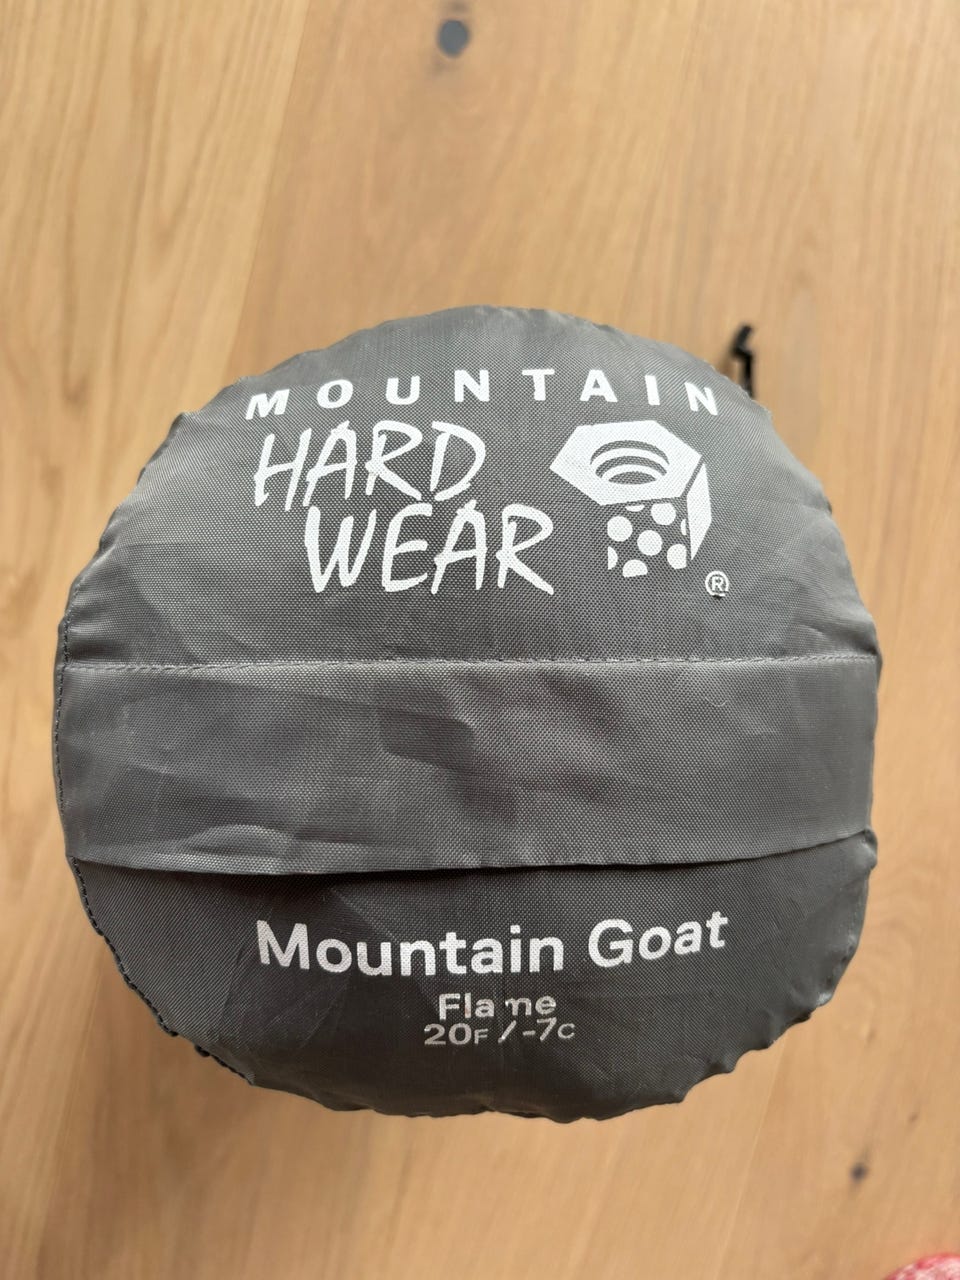 MOUNTAIN
HARD
WEAR
®
Mountain Goat
Flame
20F / -7C